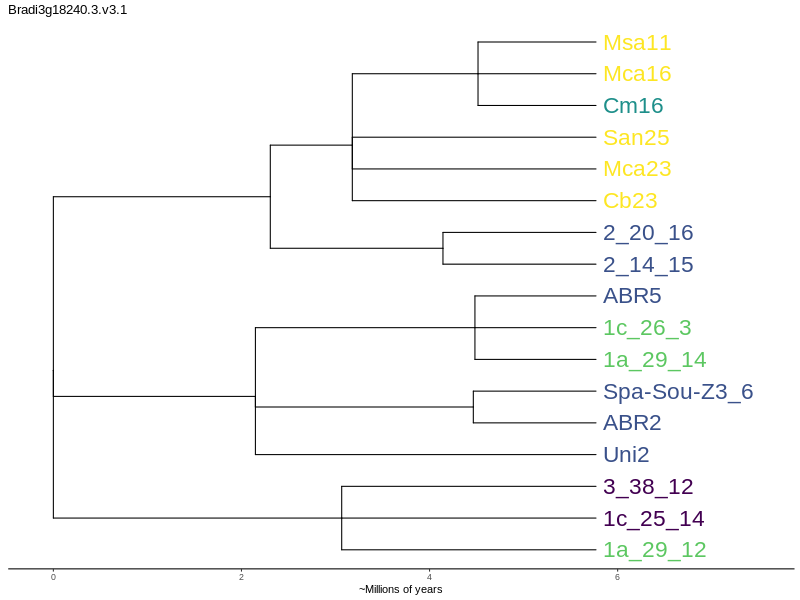 Bradi3g18240.3.v3.1
Msa11
Mca16
Cm16
San25
Mca23
Cb23
2_20_16
2_14_15
ABR5
1c_26_3
1a_29_14
Spa-Sou-Z3_6
ABR2
Uni2
3_38_12
1c_25_14
1a_29_12
0 2 4 6
~Millions of years